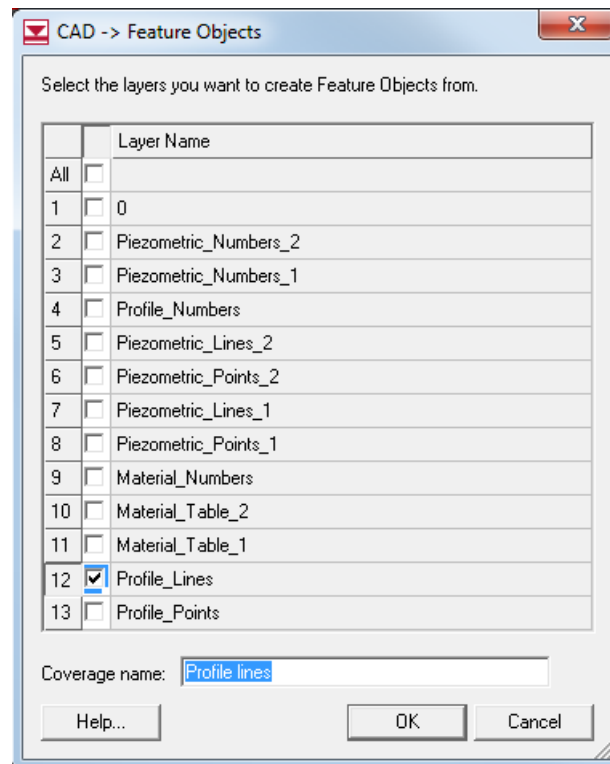 CAD -> Feature Objects
Select the layers you want to create Feature Objects from.
Layer Name
All
1 0
2 Piezometric_Numbers_2
3 Piezometric_Numbers_1
4 Profile_Numbers
5 Piezometric_Lines_2
6 Piezometric_Points_2
7 Piezometric_Lines_1
8 Piezometric_Points_1
9 Material_Numbers
10 Material_Table_2
11 Material_Table_1
12 Profile_Lines
13 Profile_Points
Coverage name: Profile lines
Help... OK Cancel